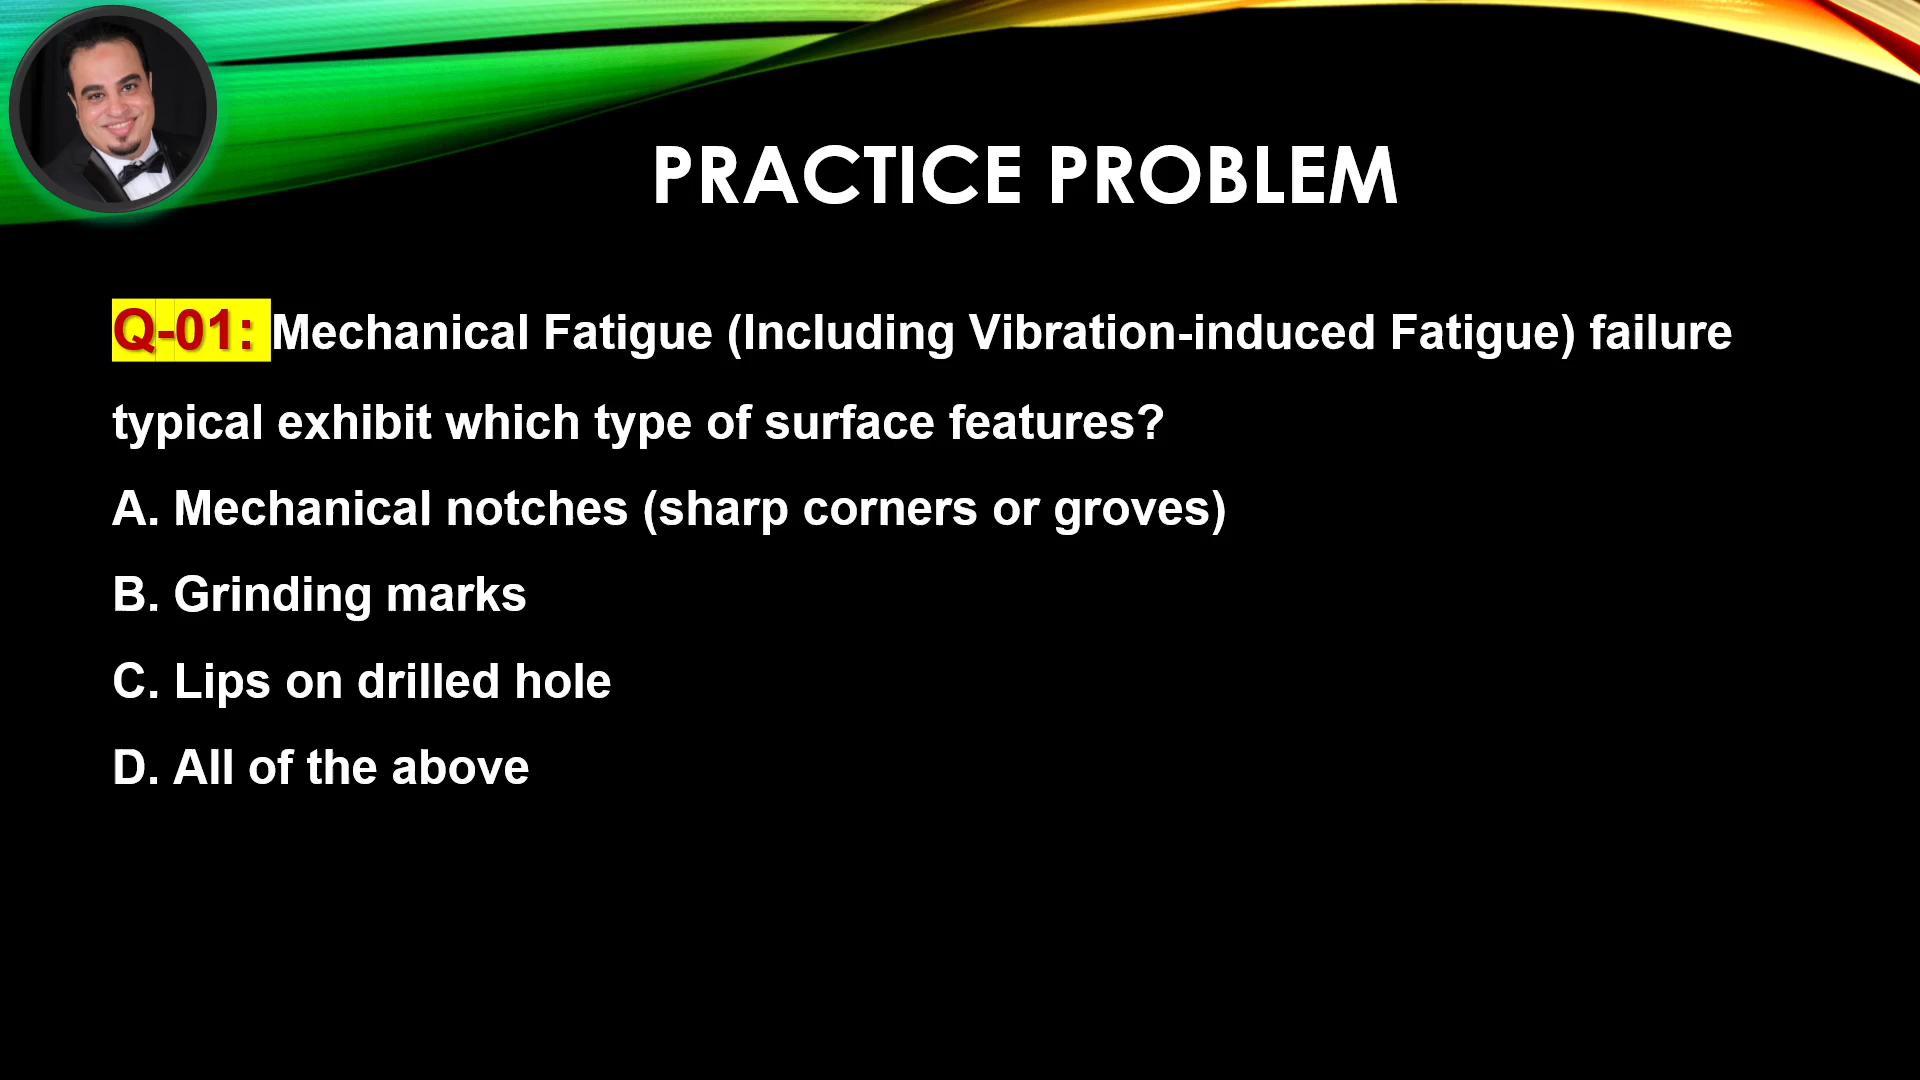 PRACTICE PROBLEM
Q-01: Mechanical Fatigue (Including Vibration-induced Fatigue) failure
typical exhibit which type of surface features?
A. Mechanical notches (sharp corners or groves)
B. Grinding marks
C. Lips on drilled hole
D. All of the above